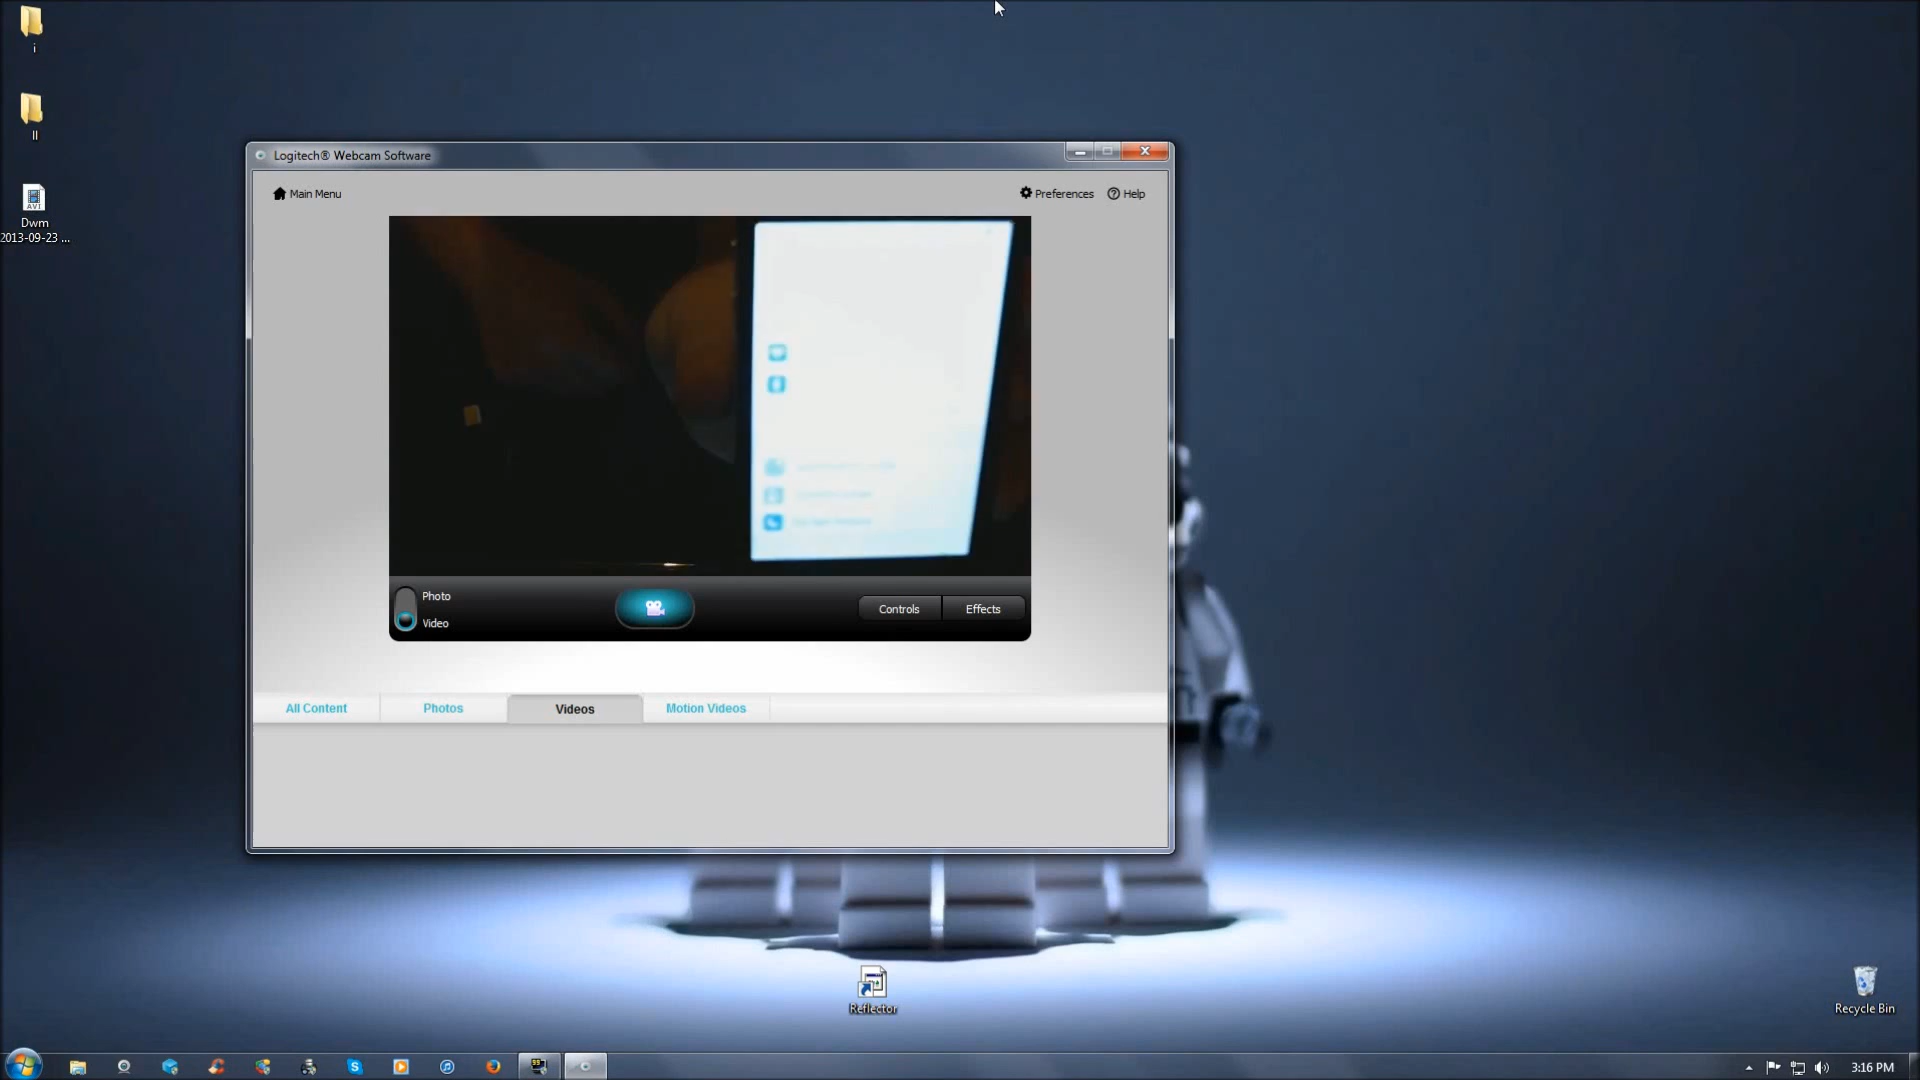 i
II
Dwm
2013-09-23 ...
Logitech® Webcam Software
Main Menu
Preferences
Help
Photo
Video
Controls
Effects
All Content
Photos
Videos
Motion Videos
Reflector
Recycle Bin
3:16 PM